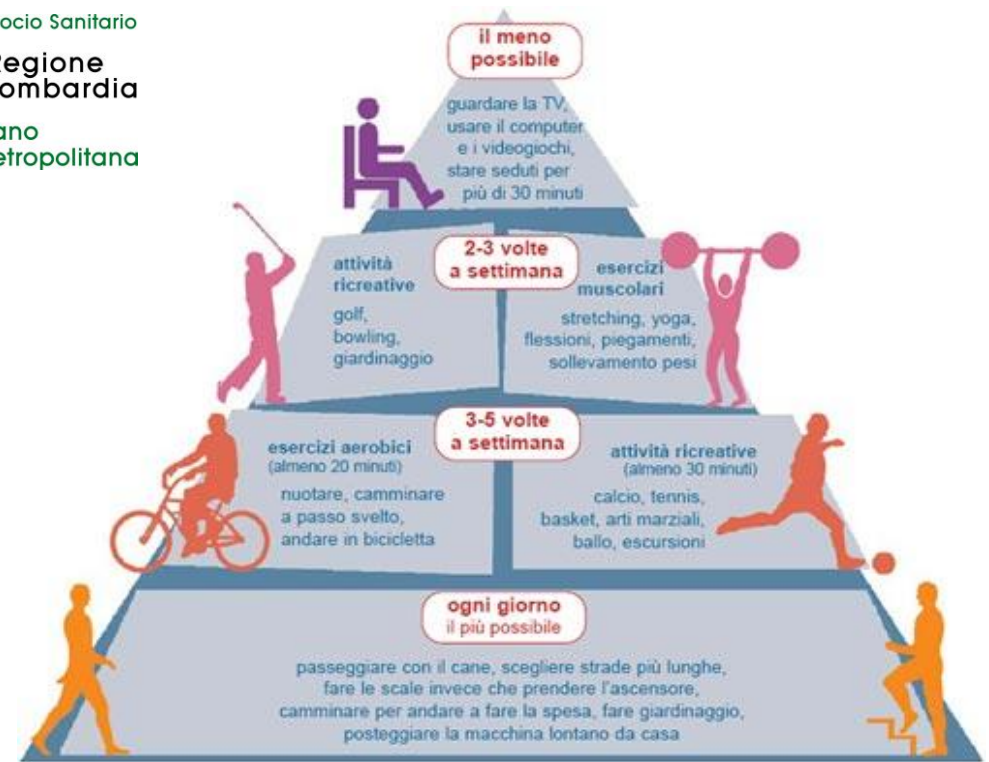 ocio Sanitario
egione
ombardia
ano
etropolitana
il meno
possibile
guardare la TV,
usare il computer
e i videogiochi,
stare seduti per
più di 30 minuti
2-3 volte
a settimana
attività
ricreative
golf,
bowling,
giardinaggio
esercizi
muscolari
stretching, yoga,
flessioni, piegamenti,
sollevamento pesi
3-5 volte
a settimana
esercizi aerobici
(almeno 20 minuti)
nuotare, camminare
a passo svelto,
andare in bicicletta
attività ricreative
(almeno 30 minuti)
calcio, tennis,
basket, arti marziali,
ballo, escursioni
ogni giorno
il più possibile
passeggiare con il cane, scegliere strade più lunghe,
fare le scale invece che prendere l'ascensore,
camminare per andare a fare la spesa, fare giardinaggio,
posteggiare la macchina lontano da casa